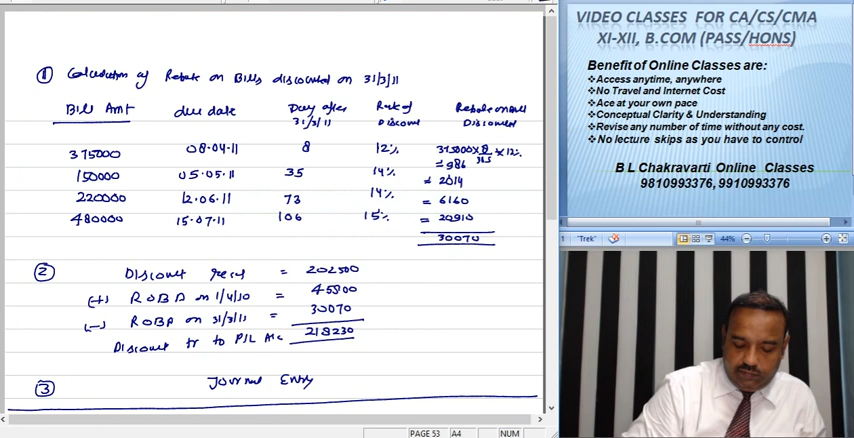 ① Calculation of Rebate on Bills discounted on 31/3/11
Bill Amt due date Day after 31/3/11 Rate of Discount Rebate on Bill Discounted
375000 08.04.11 8 12% 375000 × 8/365 × 12%
= 986
150000 05.05.11 35 14% = 2014
220000 12.06.11 73 14% = 6160
480000 15.07.11 106 15% = 20910
30070
② Discount = 202500
(+) ROBD on 1/4/10 = 45800
(-) ROBD on 31/3/11 = 30070
Discount tr to P/L A/c 218230
③ Journal Entry
PAGE 53 A4 NUM
VIDEO CLASSES FOR CA/CS/CMA
XI-XII, B.COM (PASS/HONS)
Benefit of Online Classes are:
❖Access anytime, anywhere
❖No Travel and Internet Cost
❖Ace at your own pace
❖Conceptual Clarity & Understanding
❖Revise any number of time without any cost.
❖No lecture skips as you have to control
B L Chakravarti Online Classes
9810993376, 9910993376
1 "Trek" 44%